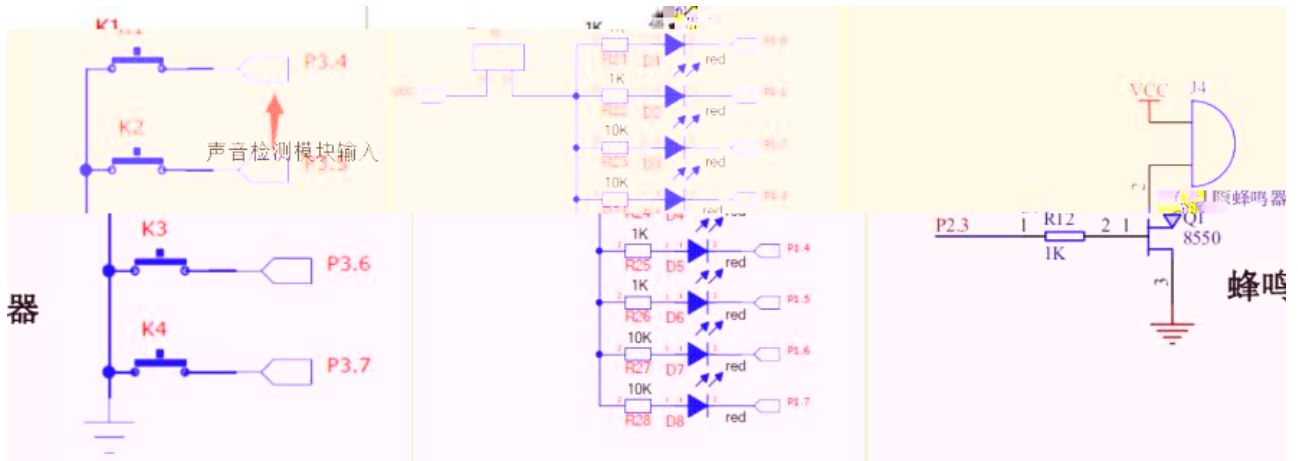 K1
P3.4
K2
声音检测模块输入
P3.5
K3
P3.6
K4
P3.7
器
1K
R21 D1 red
1K
D2
10K
R23 red
10K
R24 D4
1K
R25 D5 red P1.4
1K
R26 D6 red P1.5
10K
R27 D7 red P1.6
10K
R28 D8 red P1.7
VCC J4
蜂鸣器
P2.3 1 R12 2 1 Q1
1K 8550
3
蜂鸣